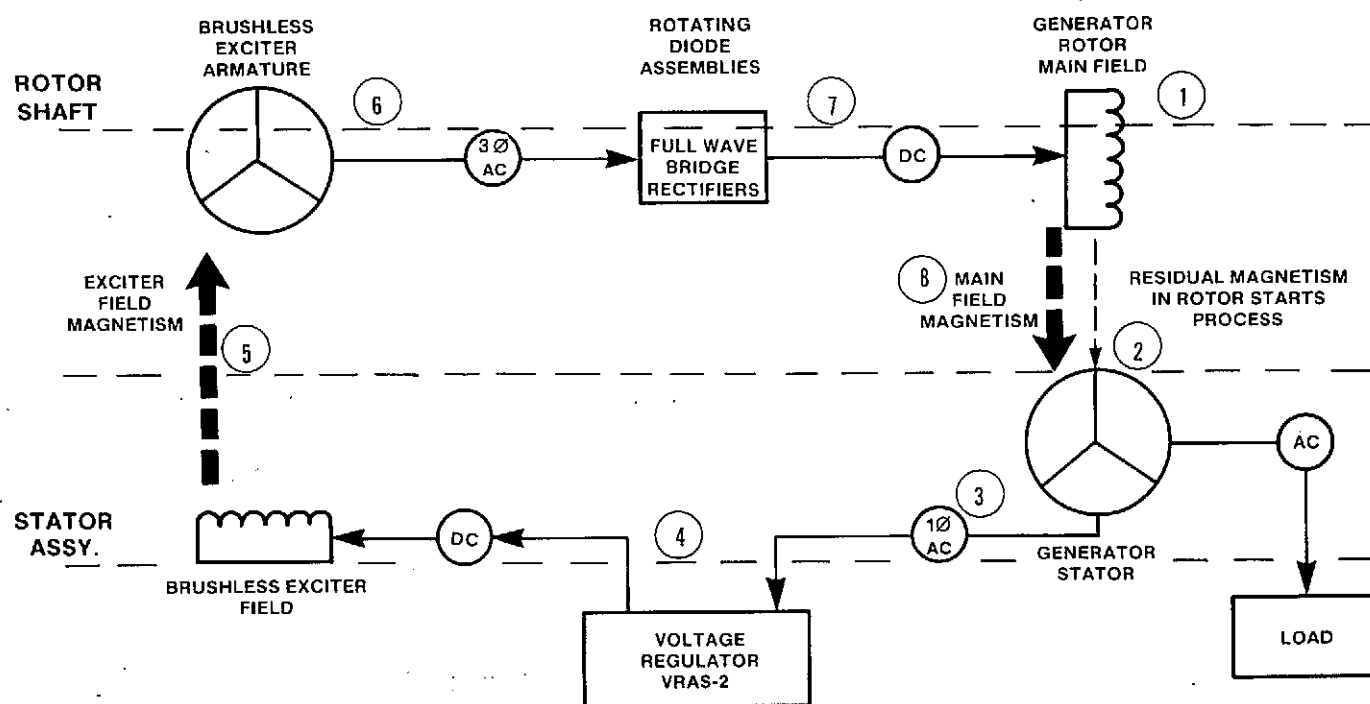 BRUSHLESS
EXCITER
ARMATURE
ROTATING
DIODE
ASSEMBLIES
GENERATOR
ROTOR
MAIN FIELD
ROTOR
SHAFT
6
7
1
3Ø
AC
FULL WAVE
BRIDGE
RECTIFIERS
DC
EXCITER
FIELD
MAGNETISM
5
8
MAIN
FIELD
MAGNETISM
RESIDUAL MAGNETISM
IN ROTOR STARTS
PROCESS
2
AC
STATOR
ASSY.
DC
4
3
1Ø
AC
GENERATOR
STATOR
BRUSHLESS EXCITER
FIELD
VOLTAGE
REGULATOR
VRAS-2
LOAD